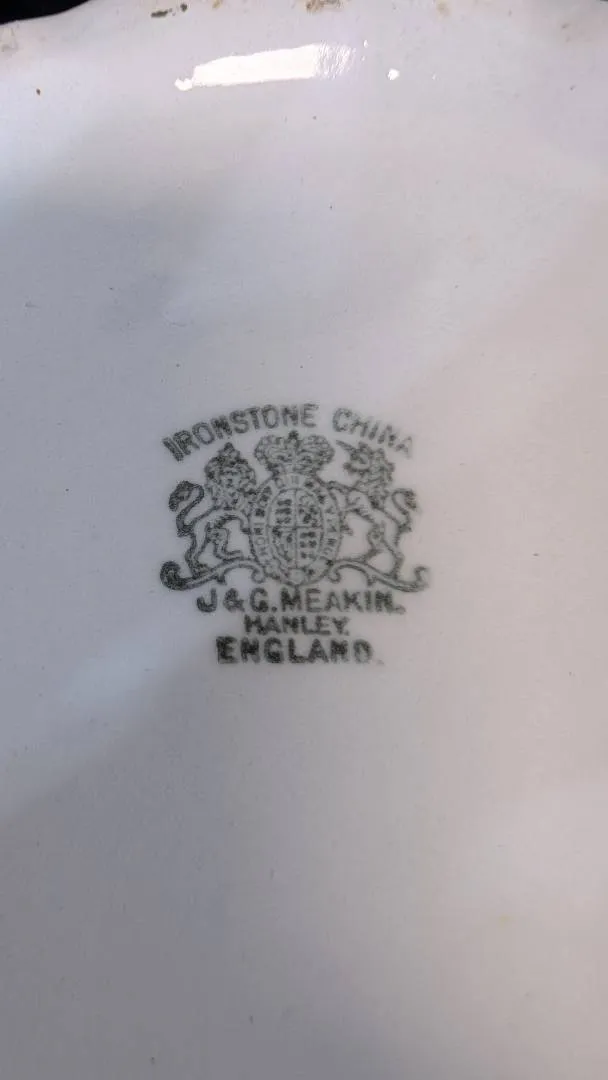 IRONSTONE CHINA
J & G. MEAKIN.
HANLEY.
ENGLAND.